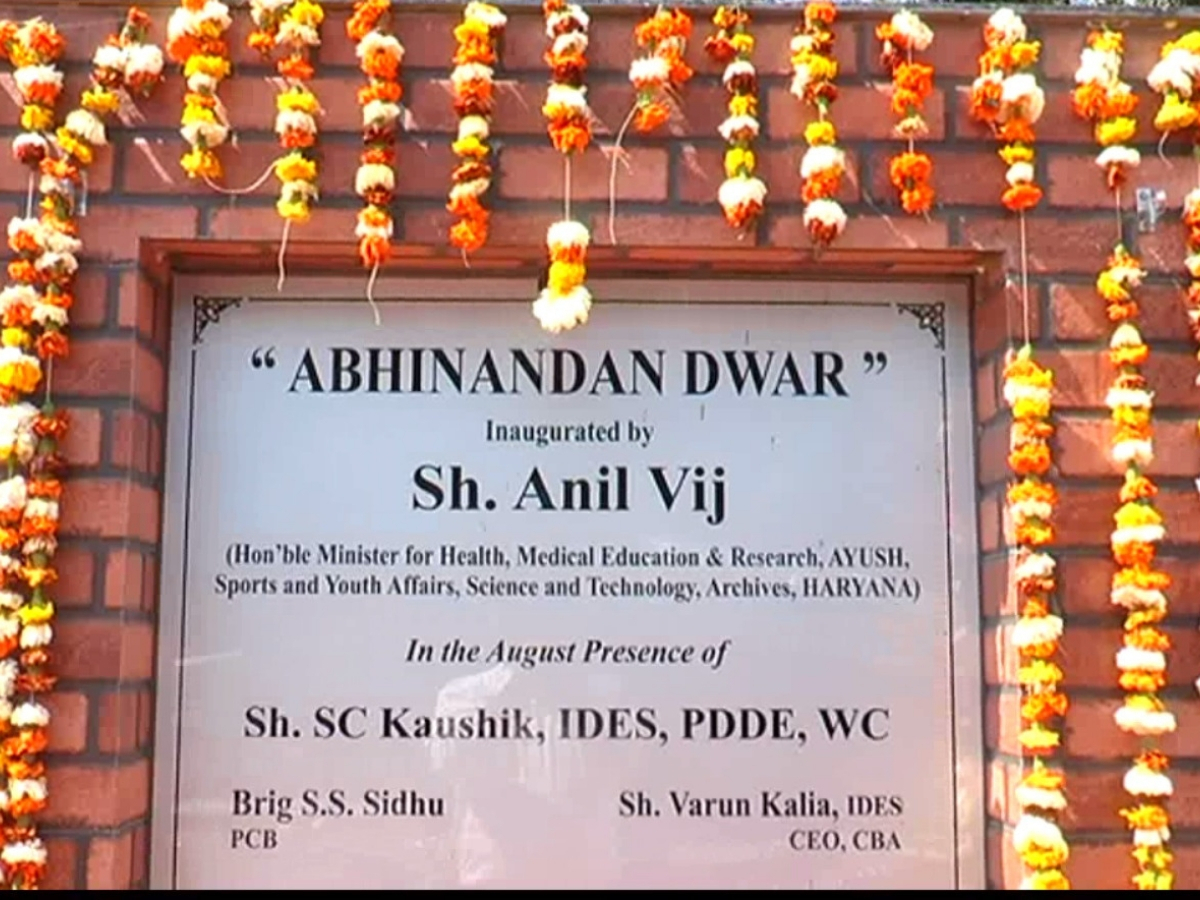 “ ABHINANDAN DWAR ”
Inaugurated by
Sh. Anil Vij
(Hon'ble Minister for Health, Medical Education & Research, AYUSH,
Sports and Youth Affairs, Science and Technology, Archives, HARYANA)
In the August Presence of
Sh. SC Kaushik, IDES, PDDE, WC
Brig S.S. Sidhu
PCB
Sh. Varun Kalia, IDES
CEO, CBA